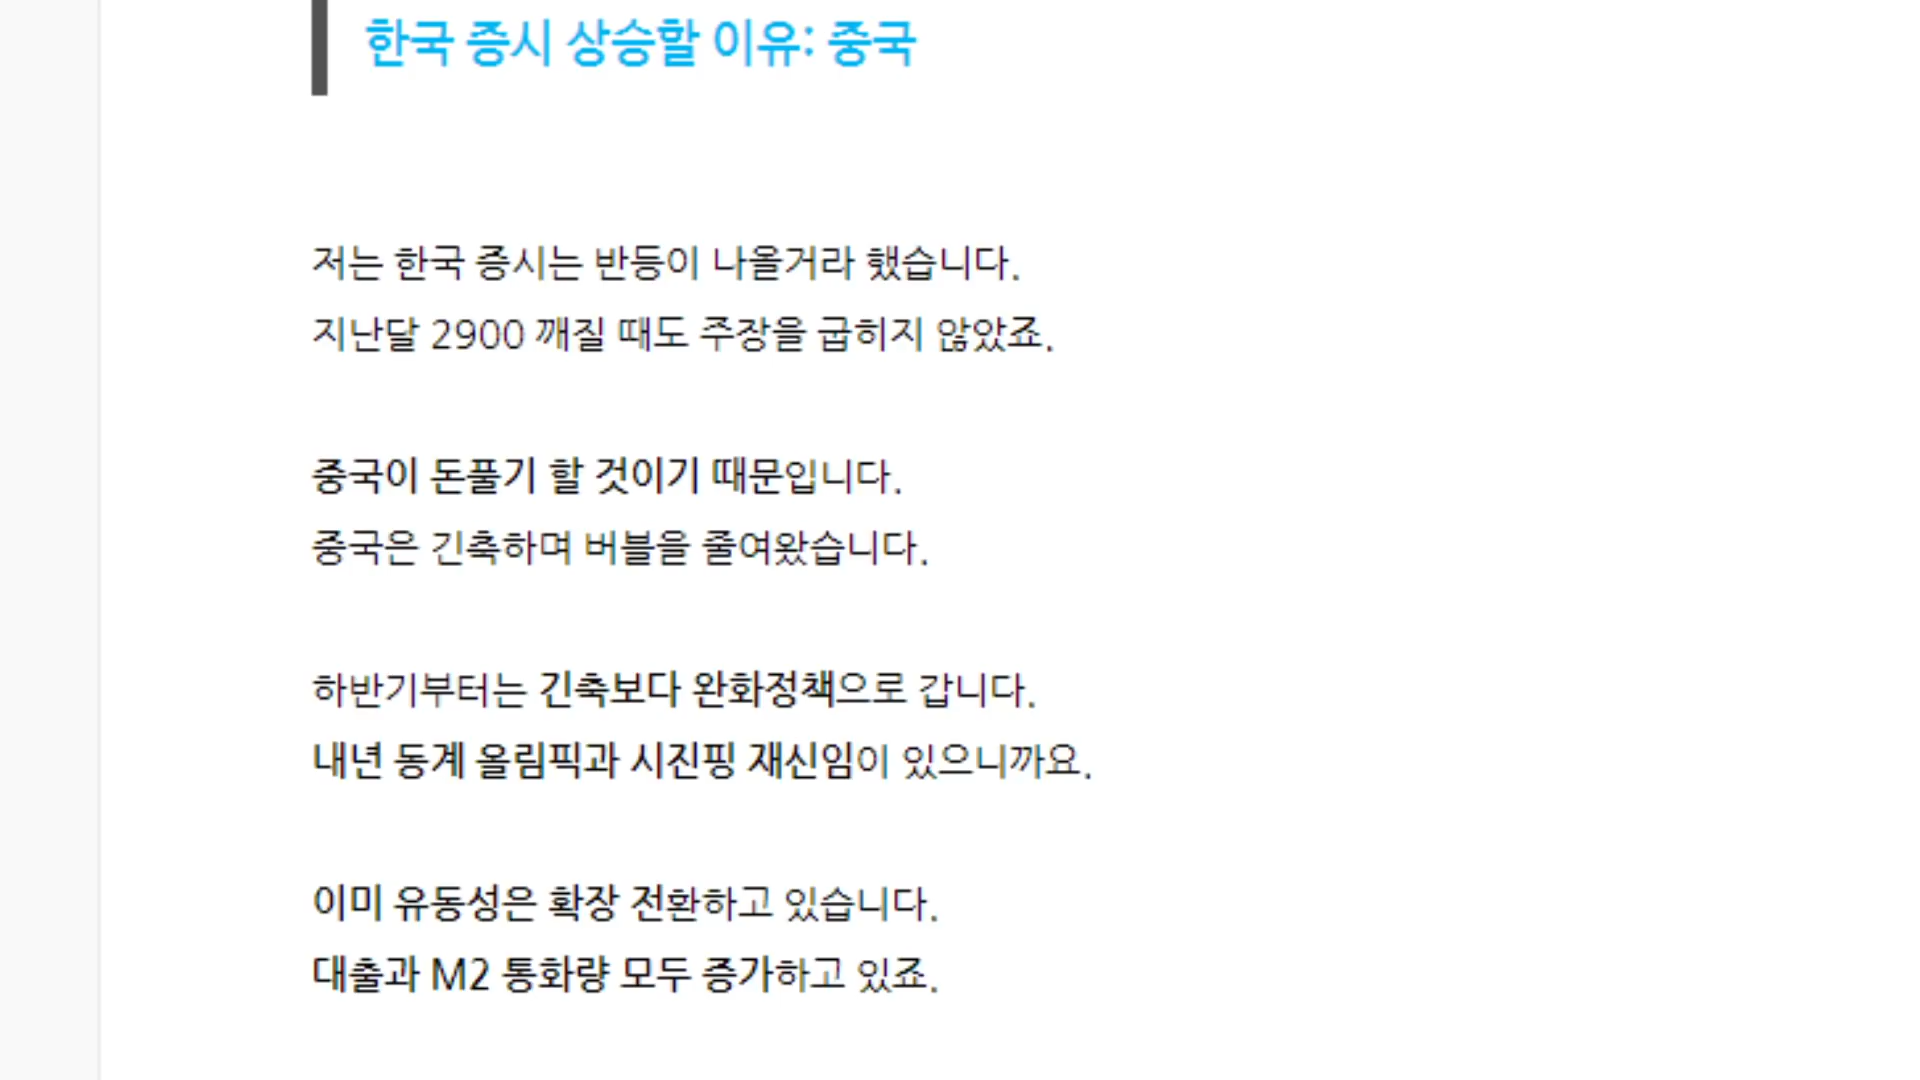 한국 증시 상승할 이유: 중국
저는 한국 증시는 반등이 나올거라 했습니다.
지난달 2900 깨질 때도 주장을 굽히지 않았죠.
중국이 돈풀기 할 것이기 때문입니다.
중국은 긴축하며 버블을 줄여왔습니다.
하반기부터는 긴축보다 완화정책으로 갑니다.
내년 동계 올림픽과 시진핑 재신임이 있으니까요.
이미 유동성은 확장 전환하고 있습니다.
대출과 M2 통화량 모두 증가하고 있죠.